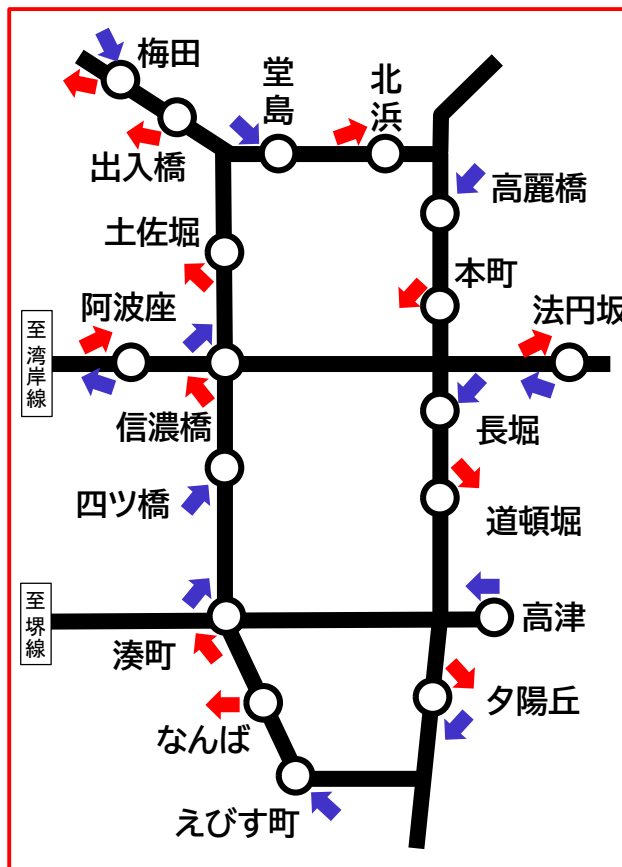 梅田
堂島
北浜
出入橋
高麗橋
土佐堀
本町
阿波座
法円坂
至湾岸線
信濃橋
長堀
四ツ橋
道頓堀
至堺線
高津
湊町
夕陽丘
なんば
えびす町